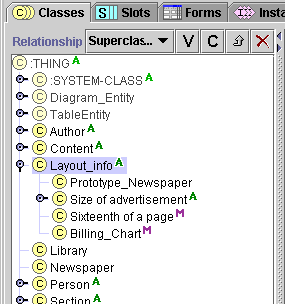 Classes Slots Forms Insta
Relationship Superclas... V C
C :THING A
C :SYSTEM-CLASS A
C Diagram_Entity
C TableEntity
C Author A
C Content A
C Layout_info A
C Prototype_Newspaper
C Size of advertisement A
C Sixteenth of a page M
C Billing_Chart M
C Library
C Newspaper
C Person A
C Section A